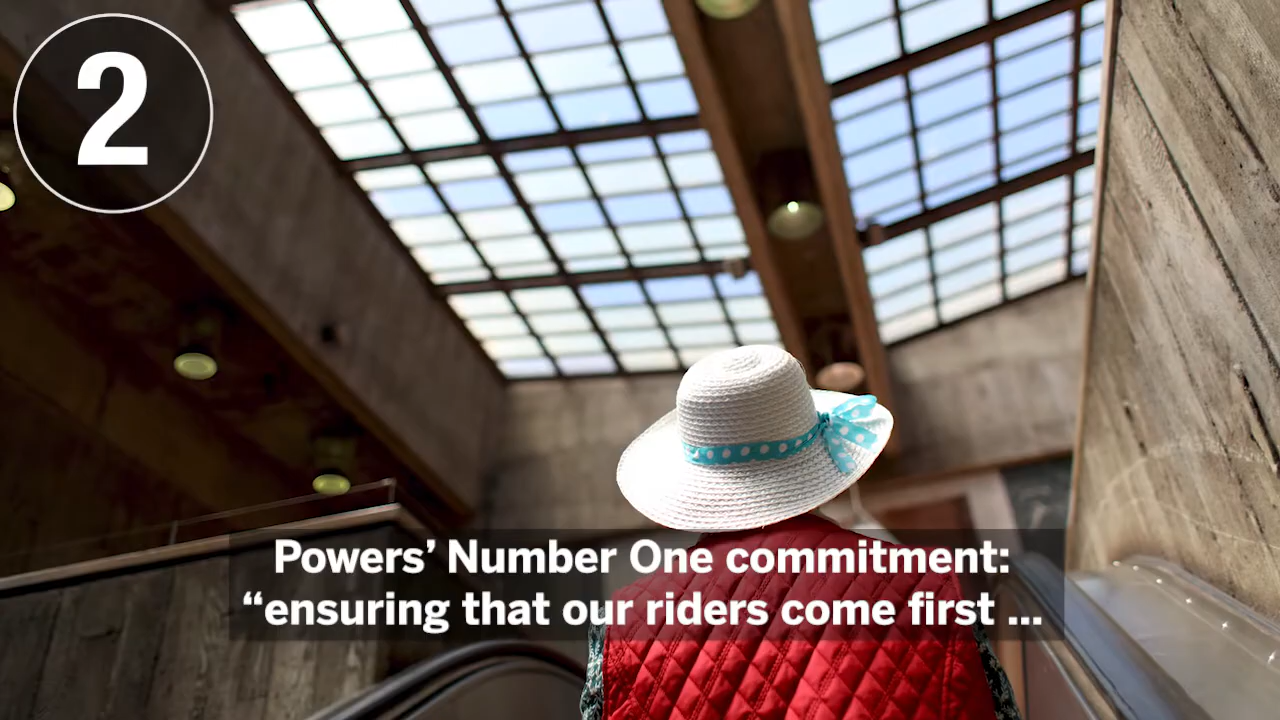 2
Powers’ Number One commitment:
“ensuring that our riders come first ...